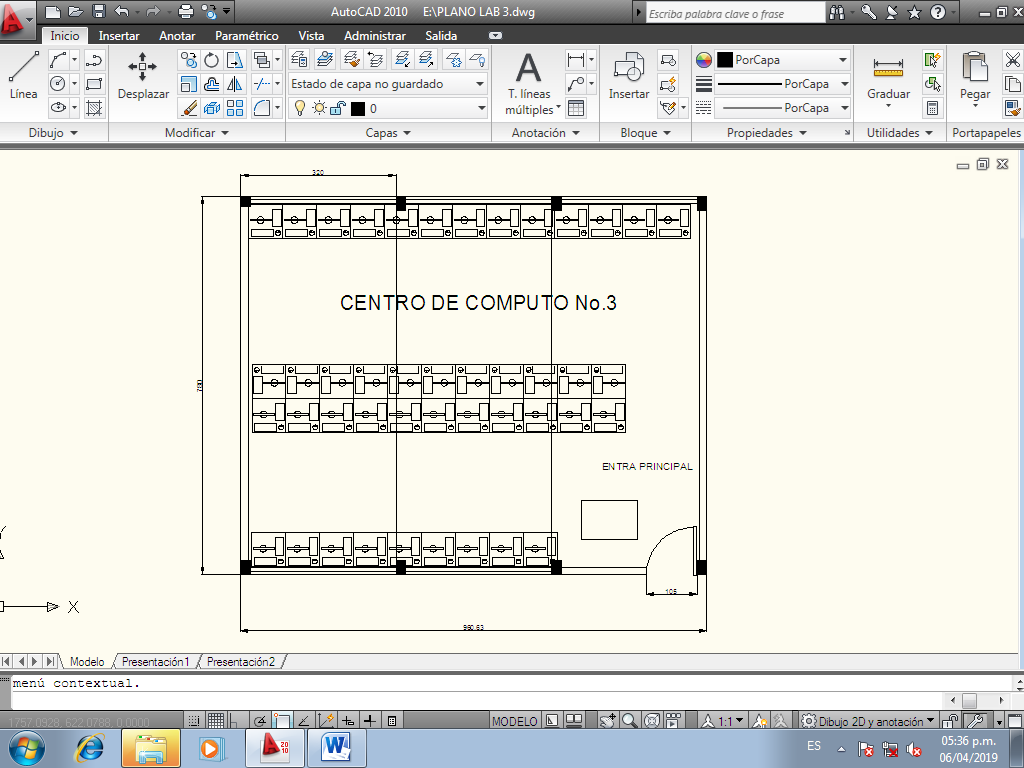 AutoCAD 2010 E:\PLANO LAB 3.dwg
Escriba palabra clave o frase
Inicio Insertar Anotar Paramétrico Vista Administrar Salida
Línea
Desplazar
Estado de capa no guardado
0
T. líneas
múltiples
Insertar
PorCapa
PorCapa
PorCapa
Graduar
Pegar
Dibujo Modificar Capas Anotación Bloque Propiedades Utilidades Portapapeles
320
CENTRO DE COMPUTO No.3
ENTRA PRINCIPAL
X
Modelo Presentación1 Presentación2
menú contextual.
1757.0928, 622.0788, 0.0000
MODELO
1:1
Dibujo 2D y anotación
ES
05:36 p.m.
06/04/2019